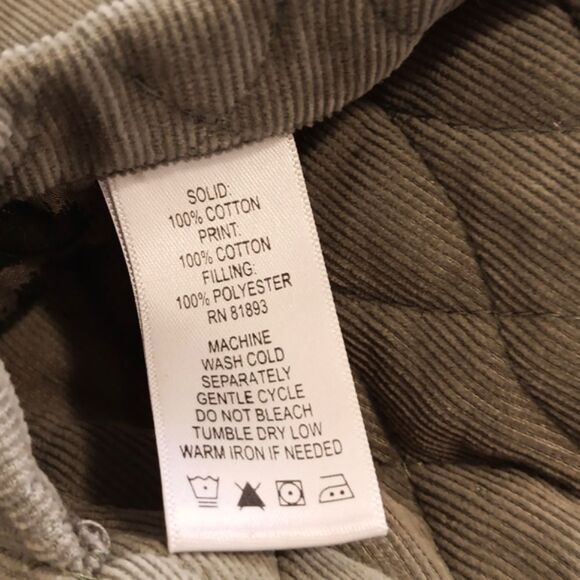 SOLID:
100% COTTON
PRINT:
100% COTTON
FILLING:
100% POLYESTER
RN 81893
MACHINE
WASH COLD
SEPARATELY
GENTLE CYCLE
DO NOT BLEACH
TUMBLE DRY LOW
WARM IRON IF NEEDED